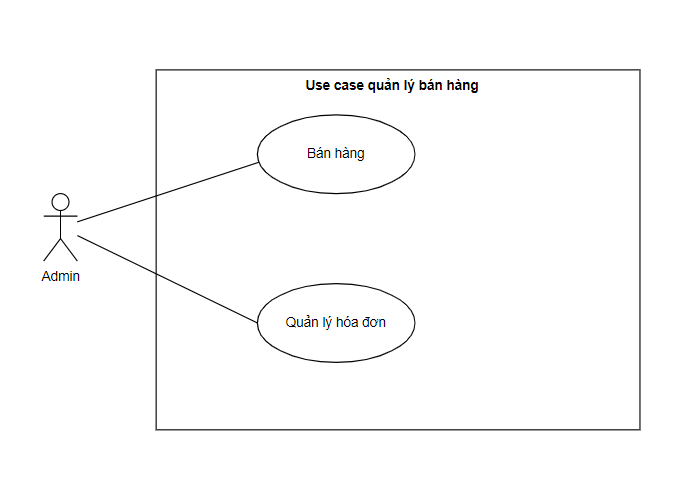 Use case quản lý bán hàng
Bán hàng
Admin
Quản lý hóa đơn